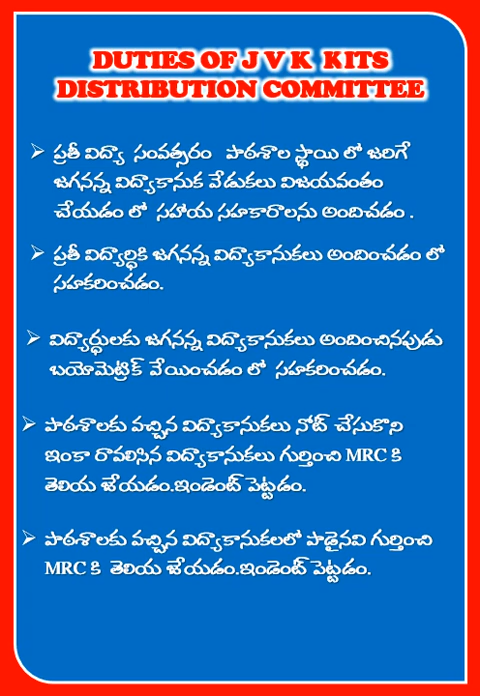 DUTIES OF J V K KITS
DISTRIBUTION COMMITTEE
➢ ప్రతీ విద్యా సంవత్సరం పాఠశాల స్థాయి లో జరిగే
జగనన్న విద్యాకానుక వేడుకలు విజయవంతం
చేయడం లో సహాయ సహకారాలను అందిచడం .
➢ ప్రతీ విద్యార్ధికి జగనన్న విద్యాకానుకలు అందించడం లో
సహకరించడం.
➢ విద్యార్ధులకు జగనన్న విద్యాకానుకలు అందించినపుడు
బయోమెట్రిక్ వేయించడం లో సహకరించడం.
➢ పాఠశాలకు వచ్చిన విద్యాకానుకలు నోట్ చేసుకొని
ఇంకా రావలిసిన విద్యాకానుకలు గుర్తించి MRC కి
తెలియ జేయడం.ఇండెంట్ పెట్టడం.
➢ పాఠశాలకు వచ్చిన విద్యాకానుకలలో పాడైనవి గుర్తించి
MRC కి తెలియ జేయడం.ఇండెంట్ పెట్టడం.